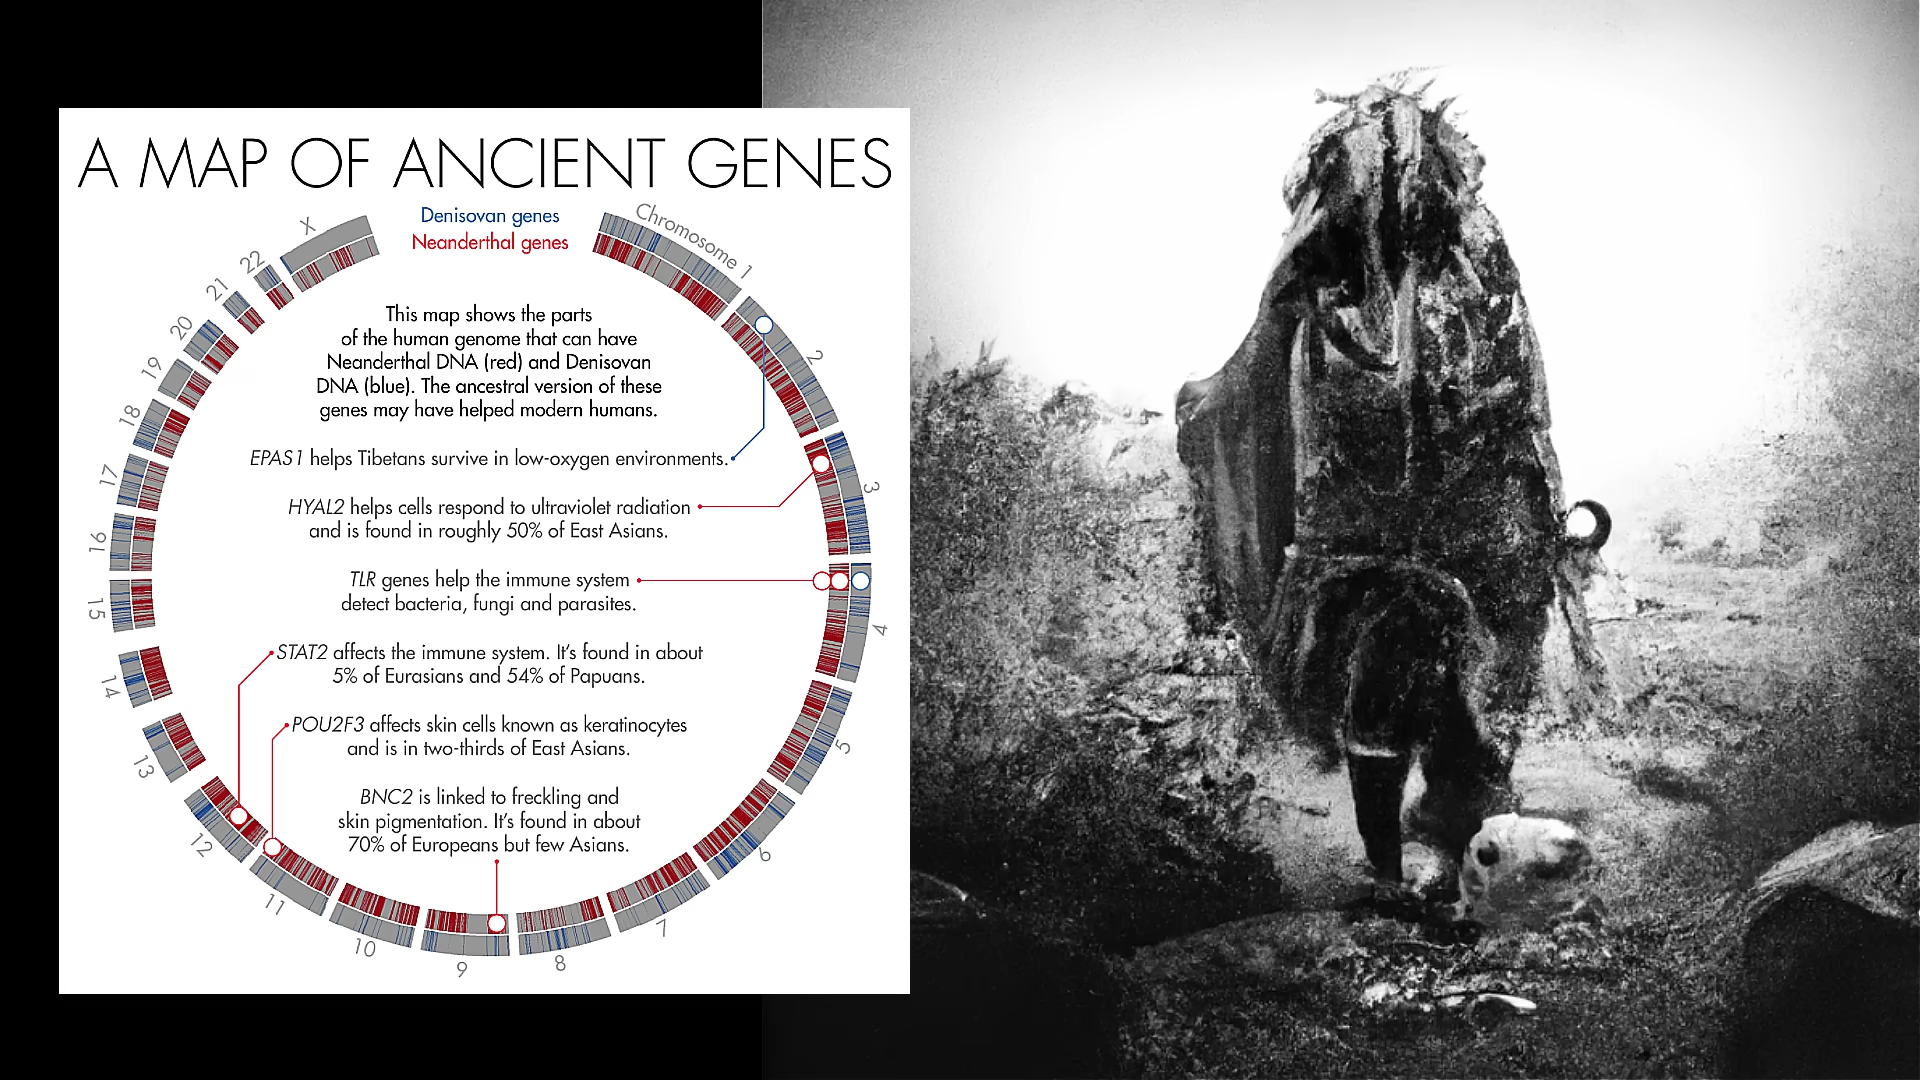 A MAP OF ANCIENT GENES
Denisovan genes
Neanderthal genes
Chromosome 1
2
3
4
5
6
7
8
9
10
11
12
13
14
15
16
17
18
19
20
21
22
X
This map shows the parts
of the human genome that can have
Neanderthal DNA (red) and Denisovan
DNA (blue). The ancestral version of these
genes may have helped modern humans.
EPAS1 helps Tibetans survive in low-oxygen environments.
HYAL2 helps cells respond to ultraviolet radiation
and is found in roughly 50% of East Asians.
TLR genes help the immune system
detect bacteria, fungi and parasites.
STAT2 affects the immune system. It's found in about
5% of Eurasians and 54% of Papuans.
POU2F3 affects skin cells known as keratinocytes
and is in two-thirds of East Asians.
BNC2 is linked to freckling and
skin pigmentation. It's found in about
70% of Europeans but few Asians.